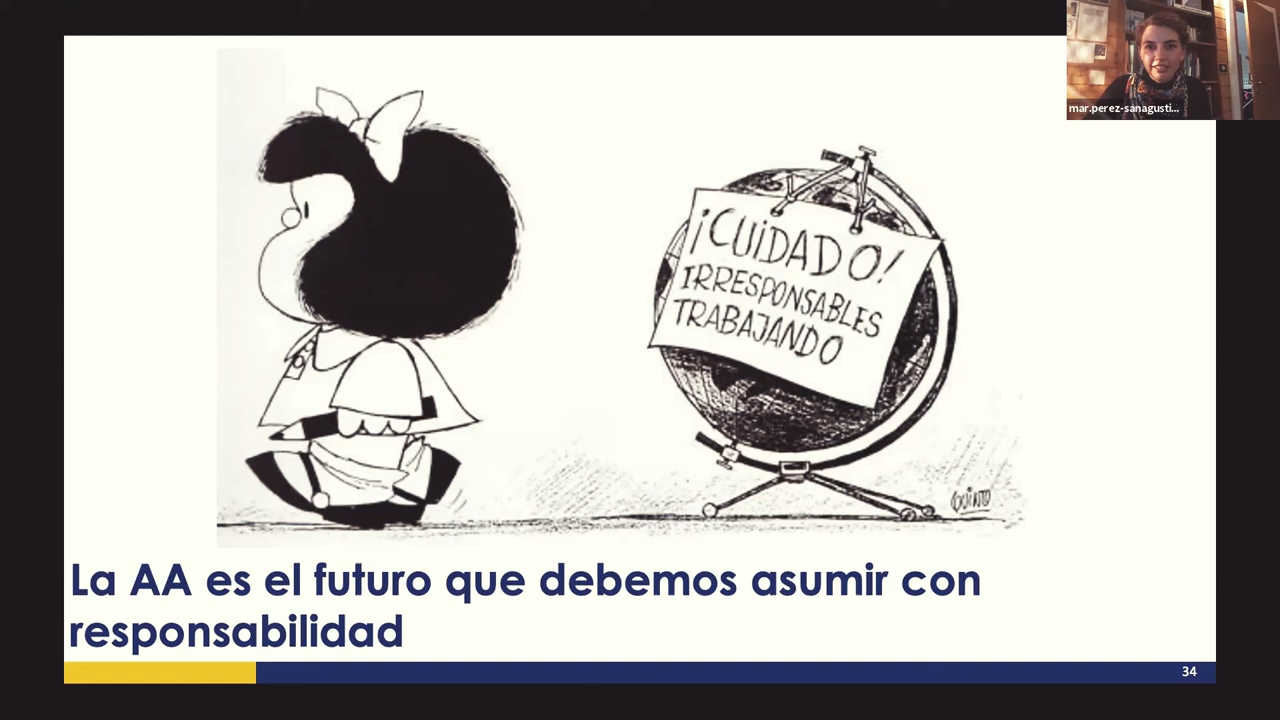 mar.perez-sanagusti...
¡CUIDADO!
IRRESPONSABLES
TRABAJANDO
QUINO
La AA es el futuro que debemos asumir con
responsabilidad
34